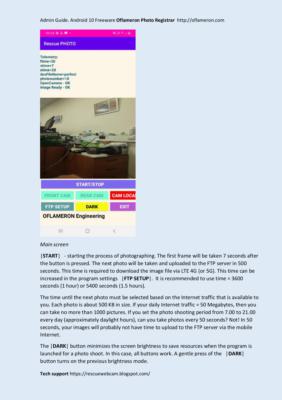 Admin Guide. Android 10 Freeware Oflameron Photo Registrar http://oflameron.com
Rescue PHOTO
Telemetry:
OpenCamera - OK
Image Ready - OK
START/STOP
FRONT CAM
REAR CAM
CAM LOCA
FTP SETUP
DARK
EXIT
OFLAMERON Engineering
Main screen
[START] - starting the process of photographing. The first frame will be taken 7 seconds after
the button is pressed. The next photo will be taken and uploaded to the FTP server in 500
seconds. This time is required to download the image file via LTE 4G (or 5G). This time can be
increased in the program settings [FTP SETUP]. It is recommended to use ntime = 3600
seconds (1 hour) or 5400 seconds (1.5 hours).
The time until the next photo must be selected based on the Internet traffic that is available to
you. Each photo is about 500 KB in size. If your daily Internet traffic = 50 Megabytes, then you
can take no more than 1000 pictures. If you set the photo shooting period from 7.00 to 21.00
every day (approximately daylight hours), can you take photos every 50 seconds? Not! In 50
seconds, your images will probably not have time to upload to the FTP server via the mobile
Internet.
The [DARK] button minimizes the screen brightness to save resources when the program is
launched for a photo shoot. In this case, all buttons work. A gentle press of the [DARK]
button turns on the previous brightness mode.
Tech support https://rescuewebcam.blogspot.com/